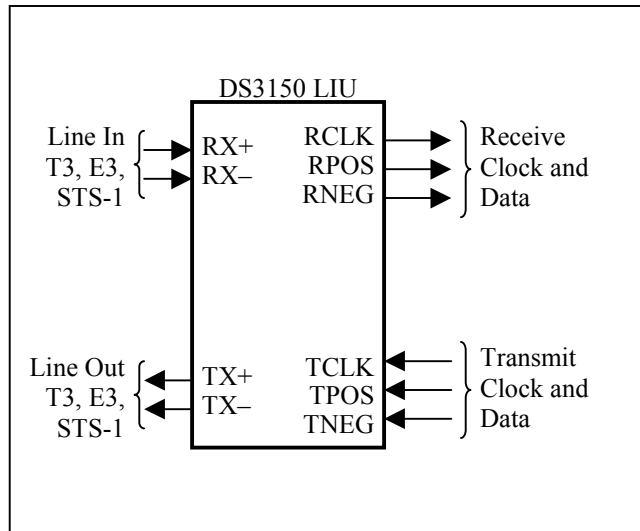 DS3150 LIU
Line In
T3, E3,
STS-1
RX+
RX–
RCLK
RPOS
RNEG
Receive
Clock and
Data
Line Out
T3, E3,
STS-1
TX+
TX–
TCLK
TPOS
TNEG
Transmit
Clock and
Data